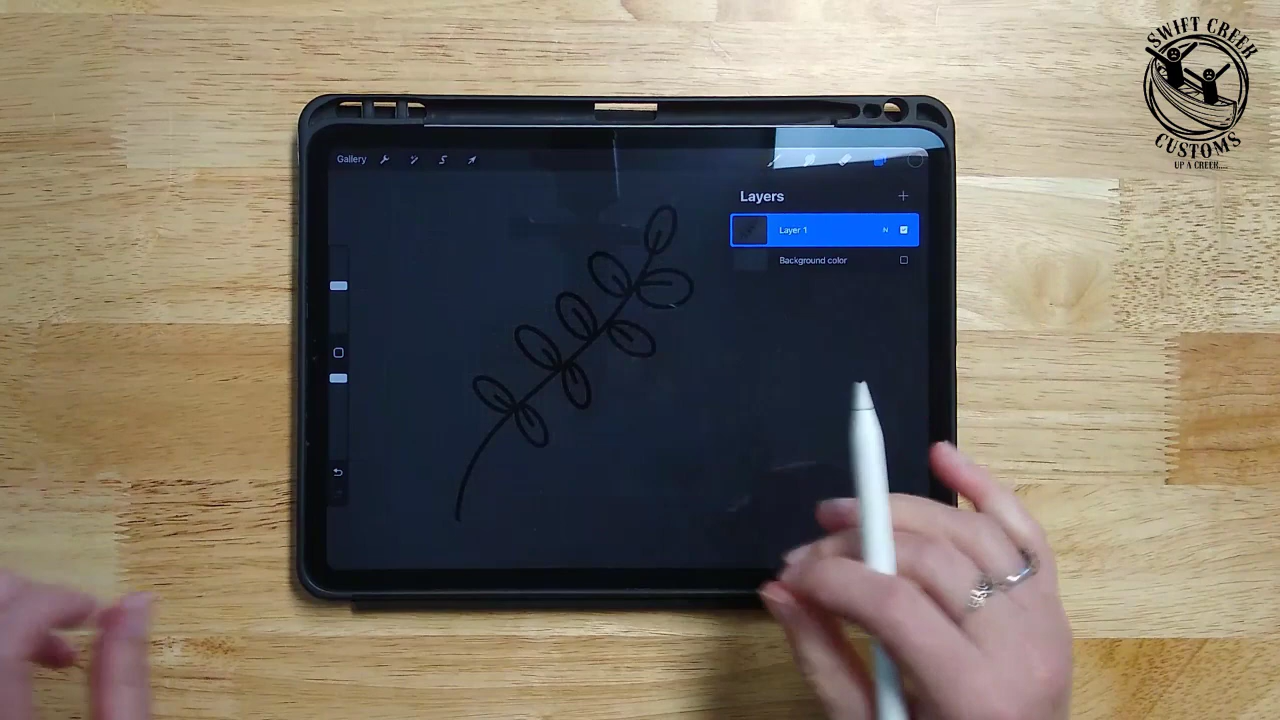 SWIFT CREEK
CUSTOMS
UP A CREEK....
Gallery
Layers
Layer 1 N
Background color